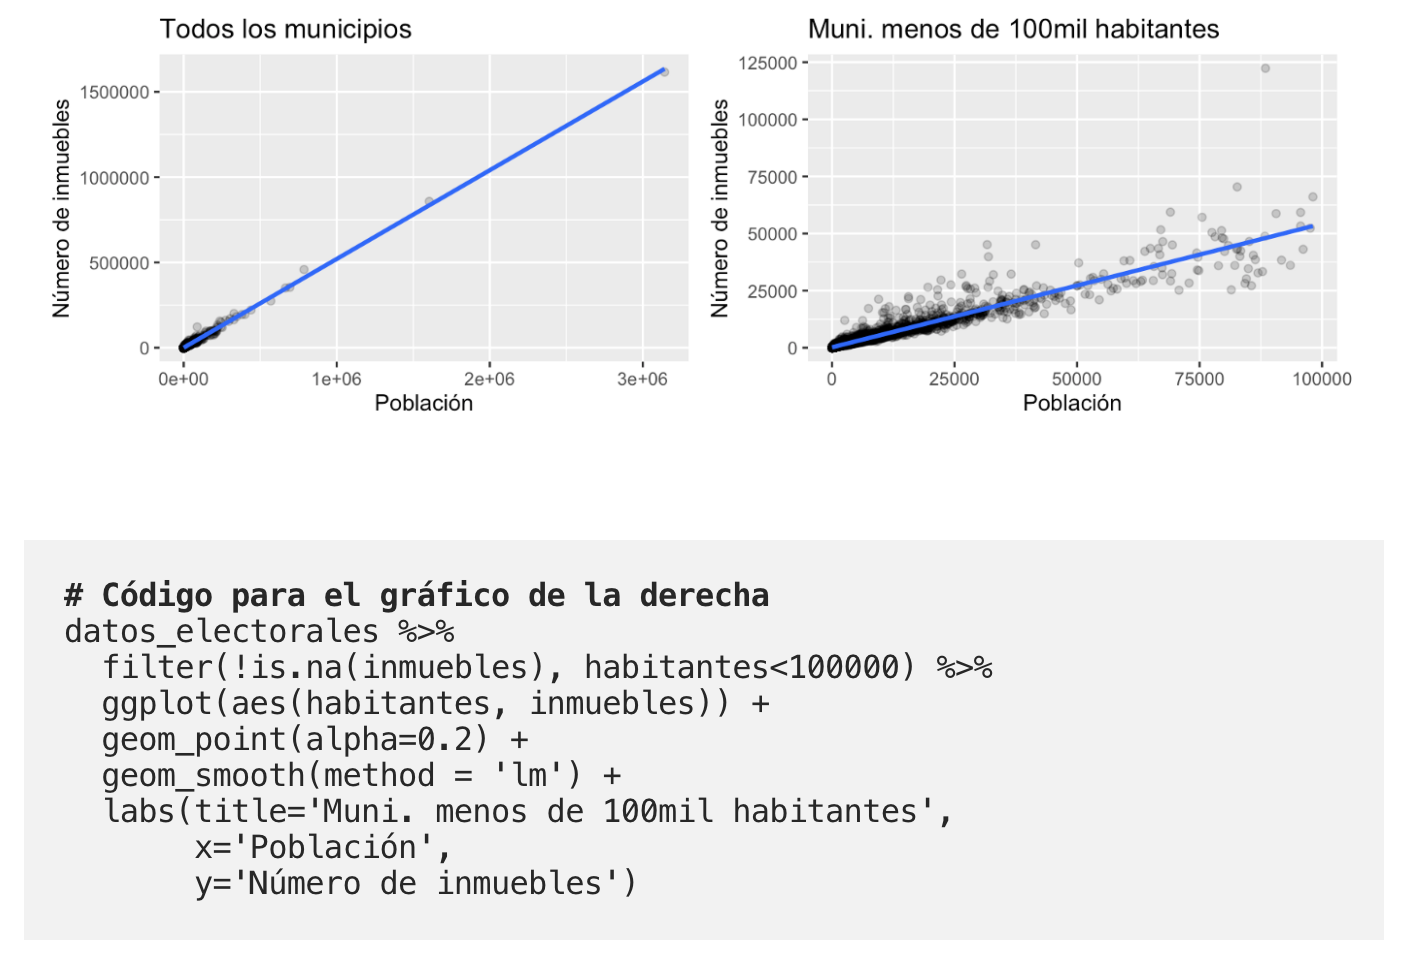 Todos los municipios
Número de inmuebles
1500000
1000000
500000
0
0e+00 1e+06 2e+06 3e+06
Población
Muni. menos de 100mil habitantes
Número de inmuebles
125000
100000
75000
50000
25000
0
0 25000 50000 75000 100000
Población
# Código para el gráfico de la derecha
datos_electorales %>%
  filter(!is.na(inmuebles), habitantes<100000) %>%
  ggplot(aes(habitantes, inmuebles)) +
  geom_point(alpha=0.2) +
  geom_smooth(method = 'lm') +
  labs(title='Muni. menos de 100mil habitantes',
       x='Población',
       y='Número de inmuebles')